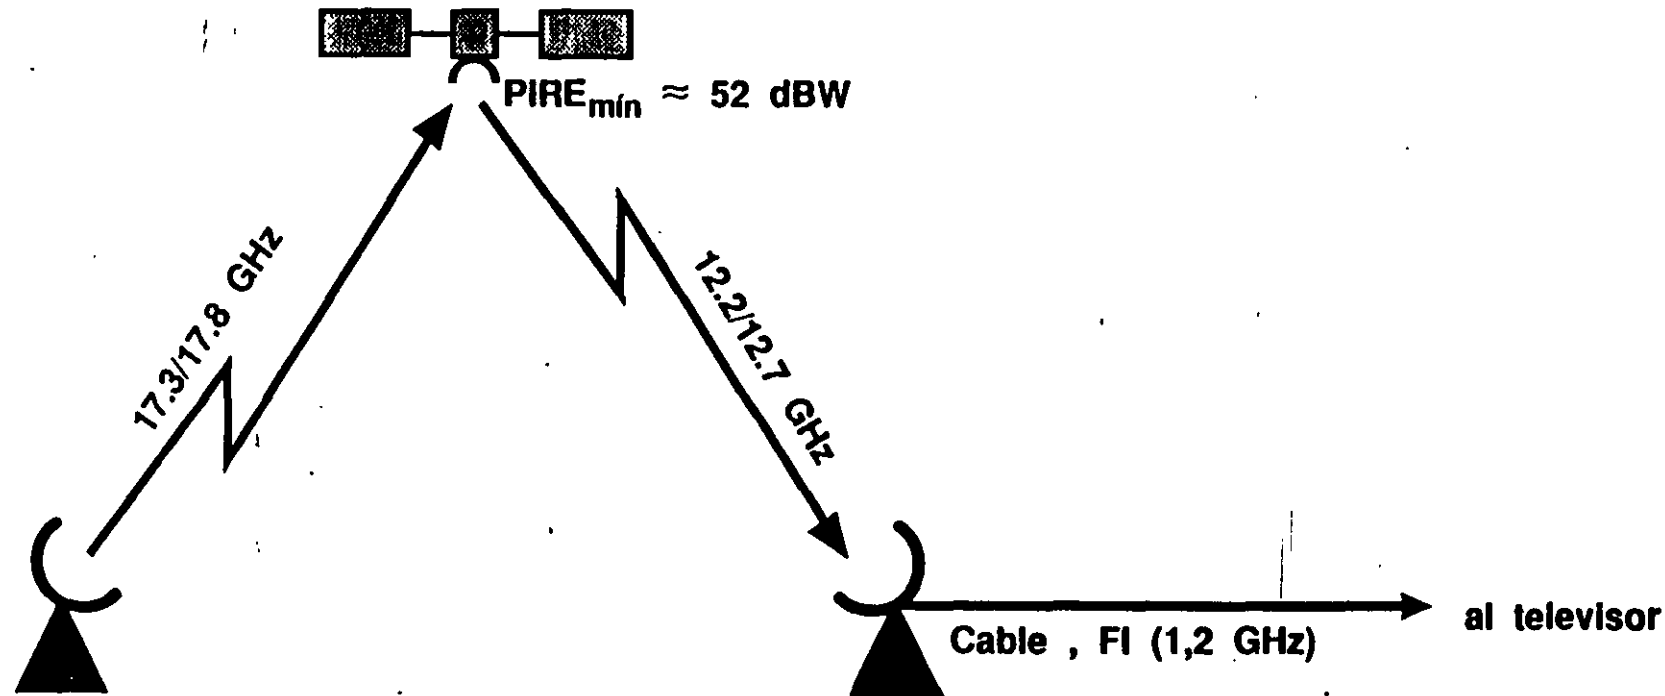 PIREmín ≈ 52 dBW
17.3/17.8 GHz
12.2/12.7 GHz
al televisor
Cable , FI (1,2 GHz)